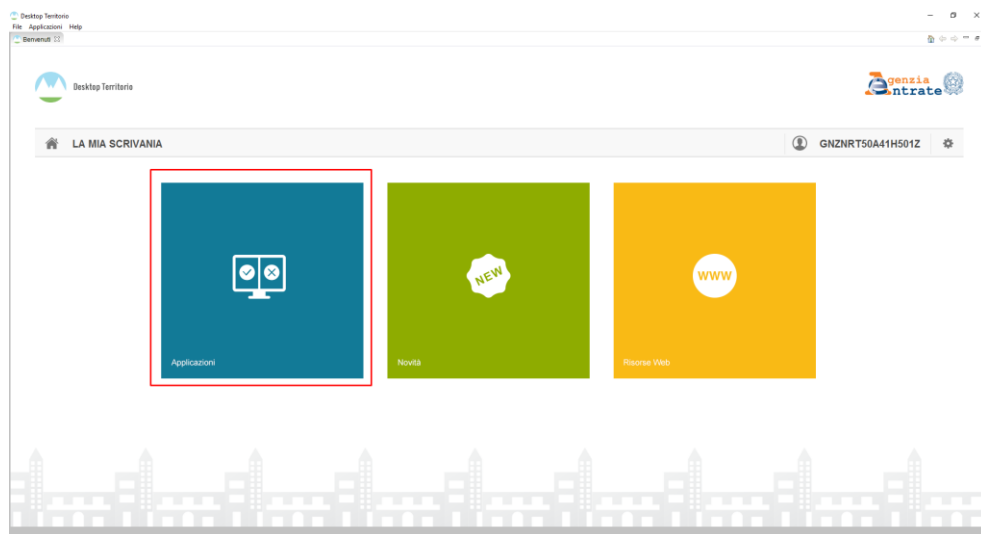 Desktop Territorio
File Applicazioni Help
Benvenuti
Desktop Territorio
agenzia
entrate
LA MIA SCRIVANIA
GNZNRT50A41H501Z
NEW
WWW
Applicazioni
Novità
Risorse Web